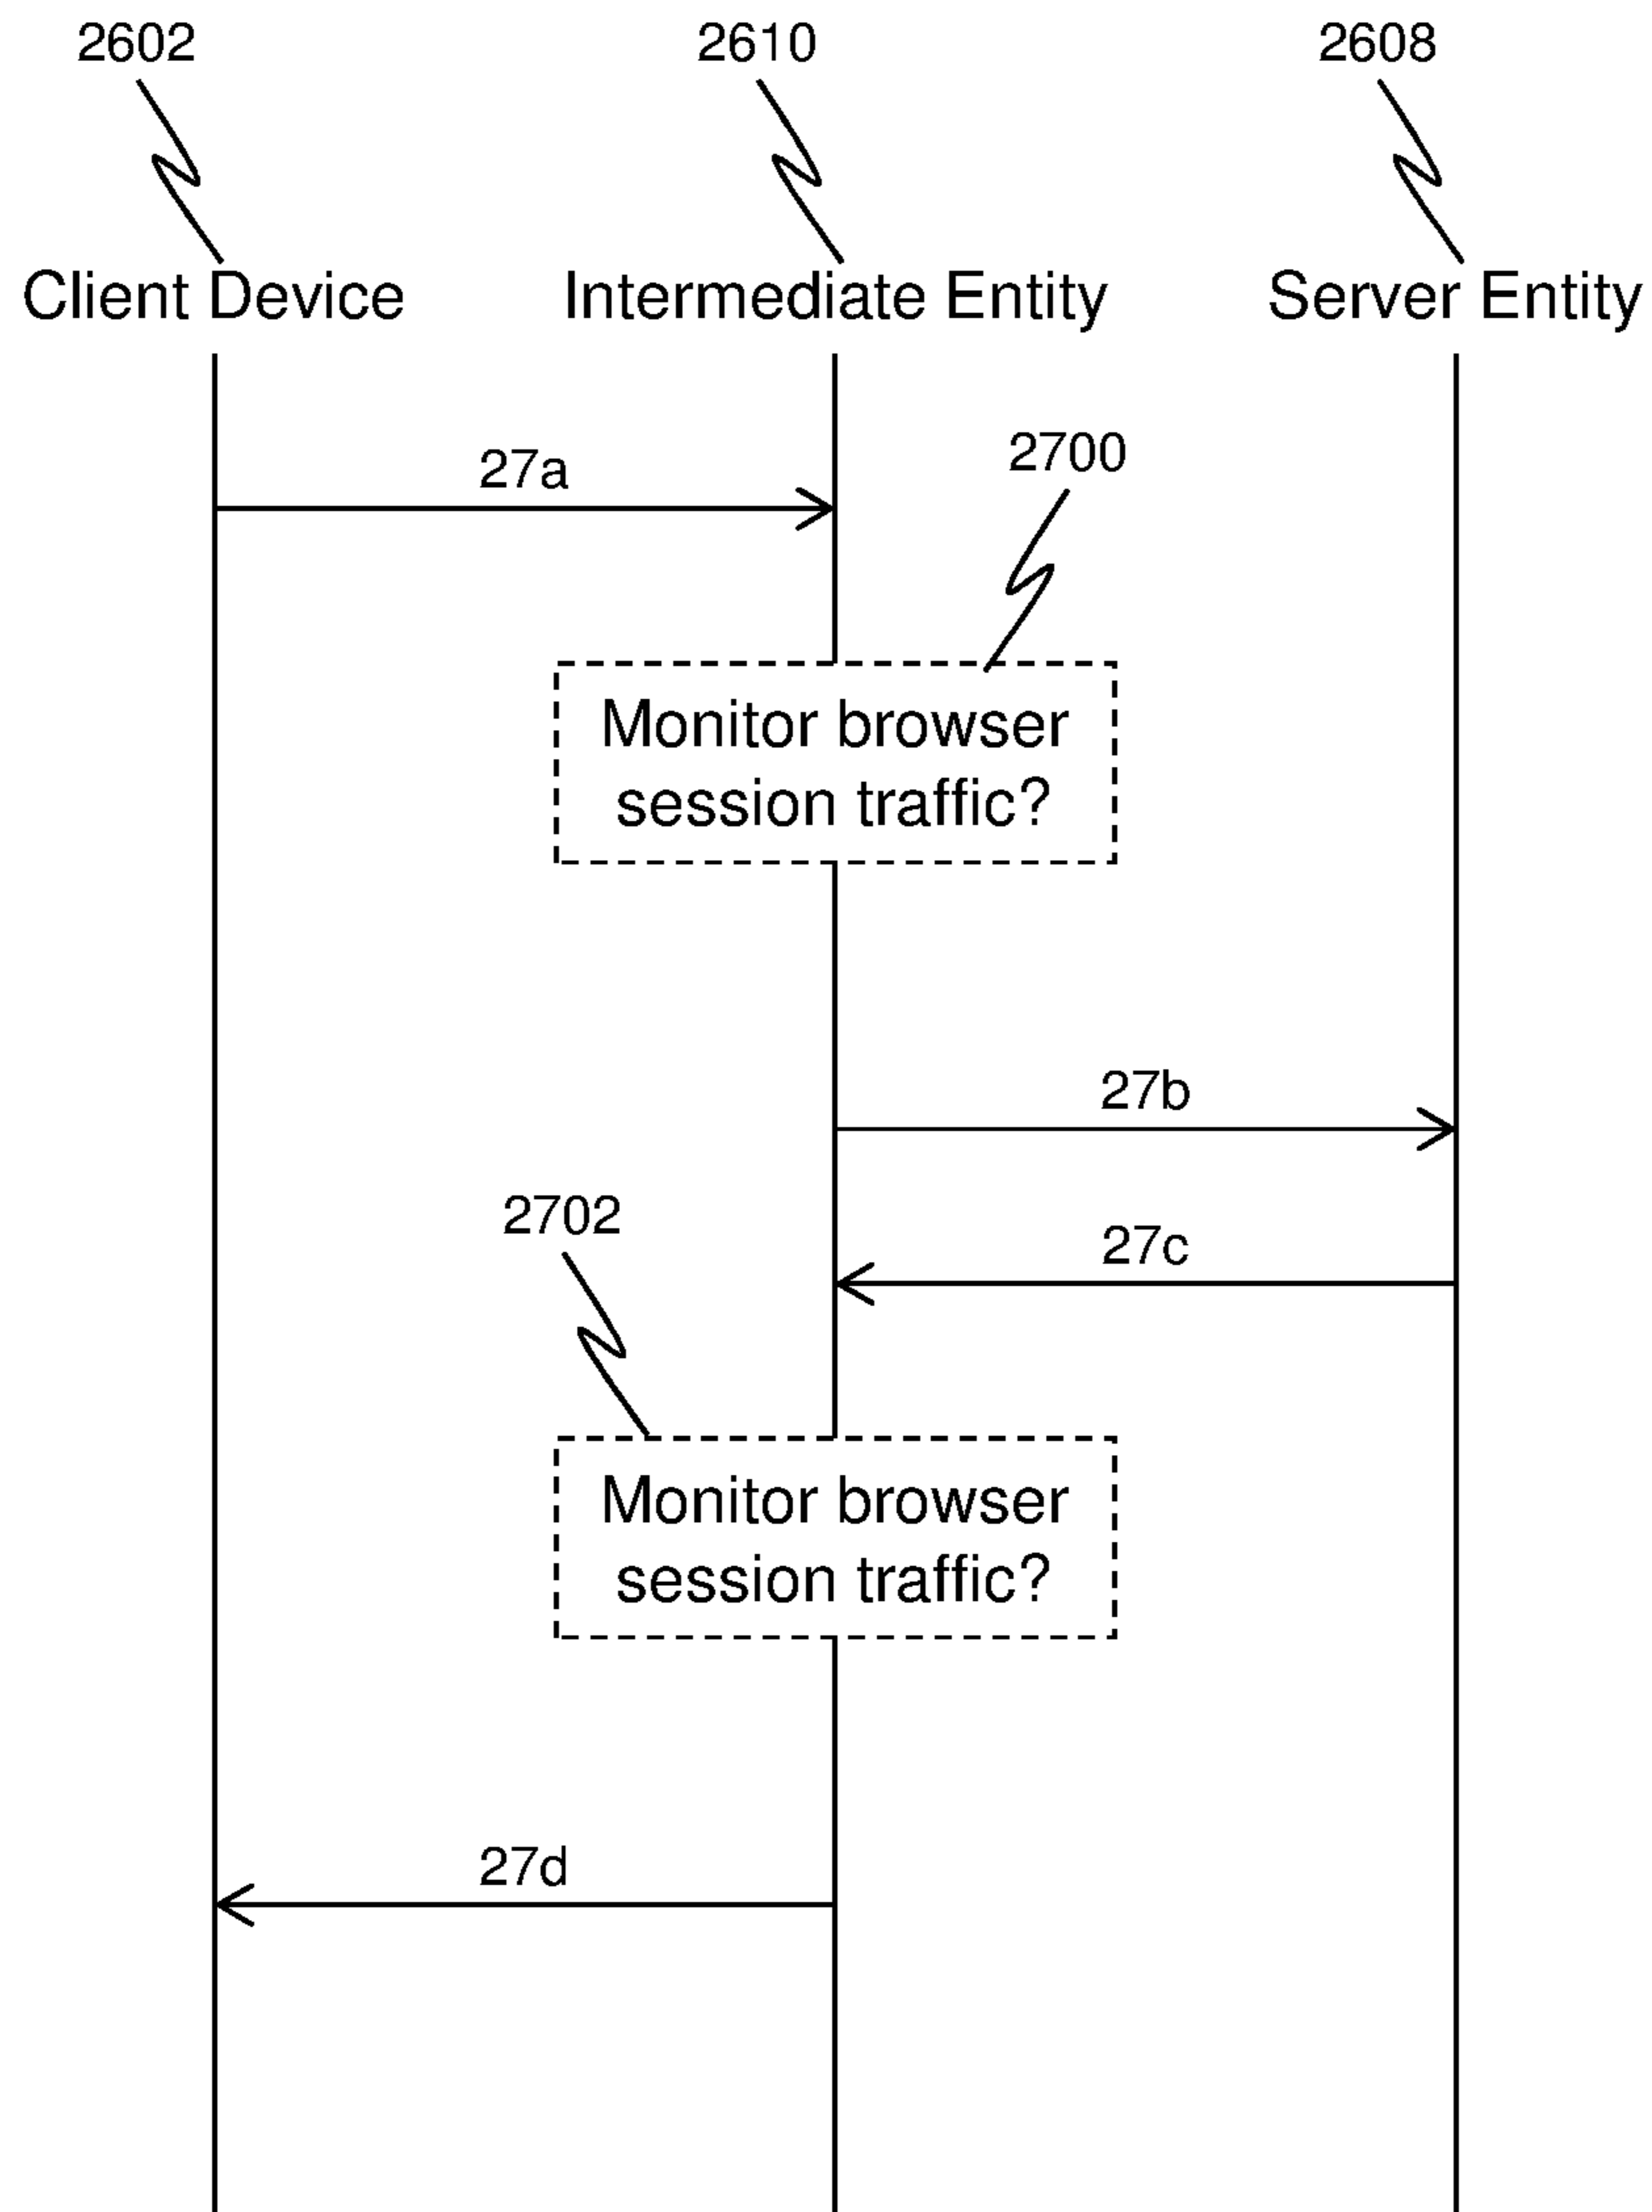 2602
2610
2608
Client Device
Intermediate Entity
Server Entity
27a
2700
Monitor browser
session traffic?
27b
2702
27c
Monitor browser
session traffic?
27d